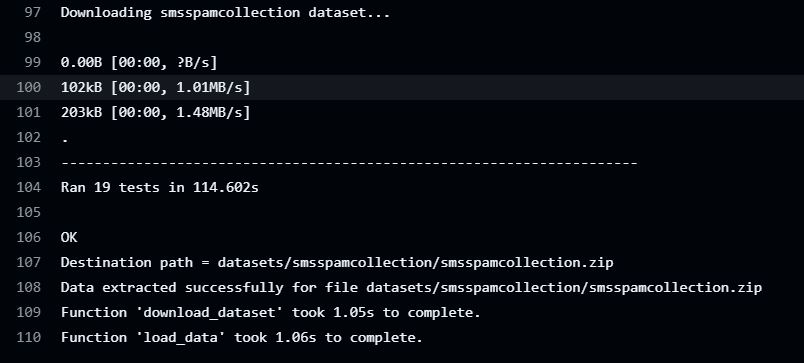 97 Downloading smsspamcollection dataset...
98
99 0.00B [00:00, ?B/s]
100 102kB [00:00, 1.01MB/s]
101 203kB [00:00, 1.48MB/s]
102 .
103 ----------------------------------------------------------------------
104 Ran 19 tests in 114.602s
105
106 OK
107 Destination path = datasets/smsspamcollection/smsspamcollection.zip
108 Data extracted successfully for file datasets/smsspamcollection/smsspamcollection.zip
109 Function 'download_dataset' took 1.05s to complete.
110 Function 'load_data' took 1.06s to complete.